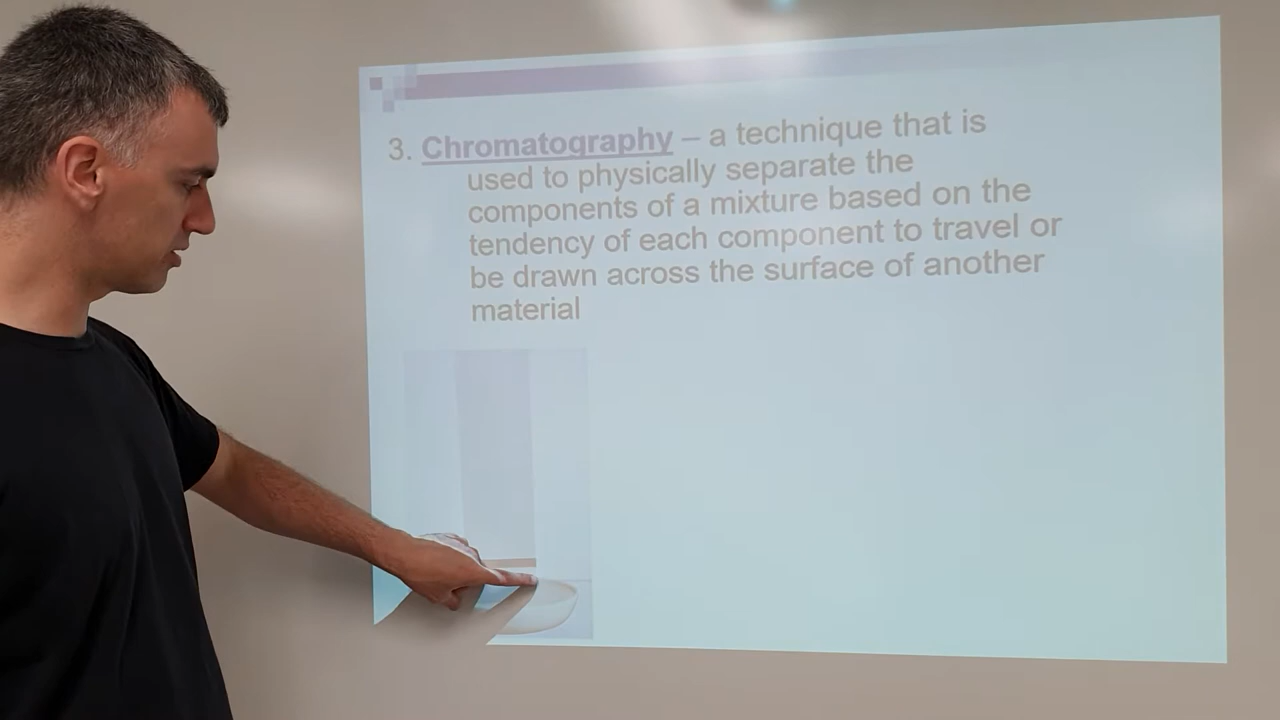 3. Chromatography – a technique that is
used to physically separate the
components of a mixture based on the
tendency of each component to travel or
be drawn across the surface of another
material